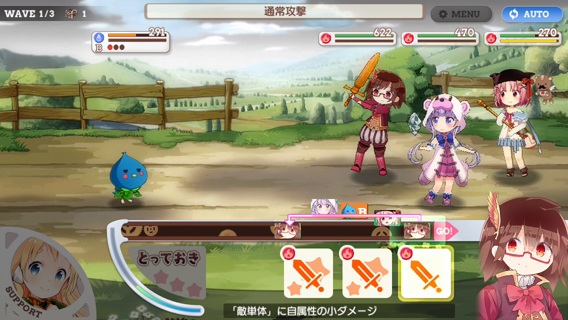 WAVE 1/3 1
通常攻撃
MENU
AUTO
291
B
622
470
270
B
GO!
とっておき
SUPPORT
「敵単体」に自属性の小ダメージ